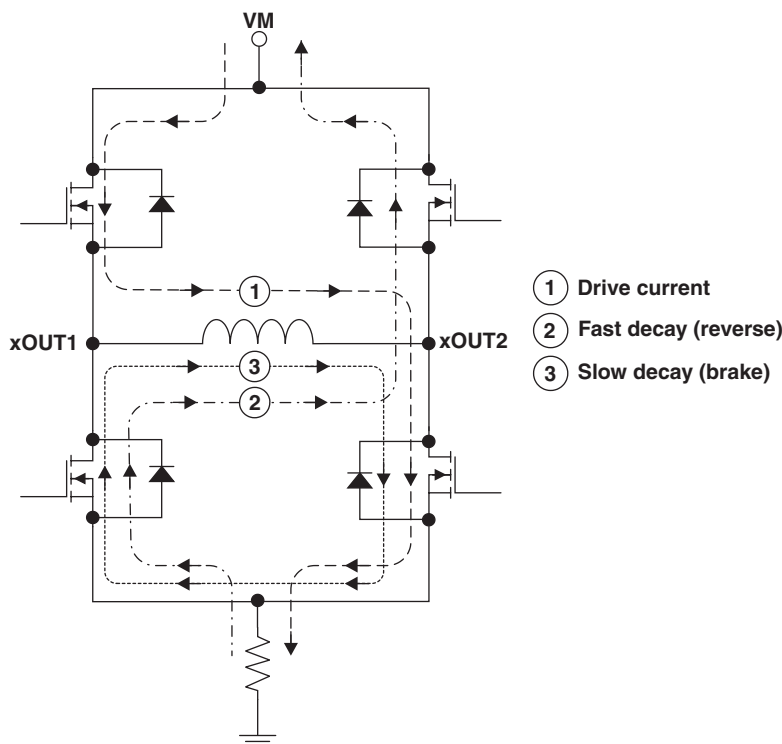 VM
1
1 Drive current
xOUT1
xOUT2
2 Fast decay (reverse)
3
3 Slow decay (brake)
2